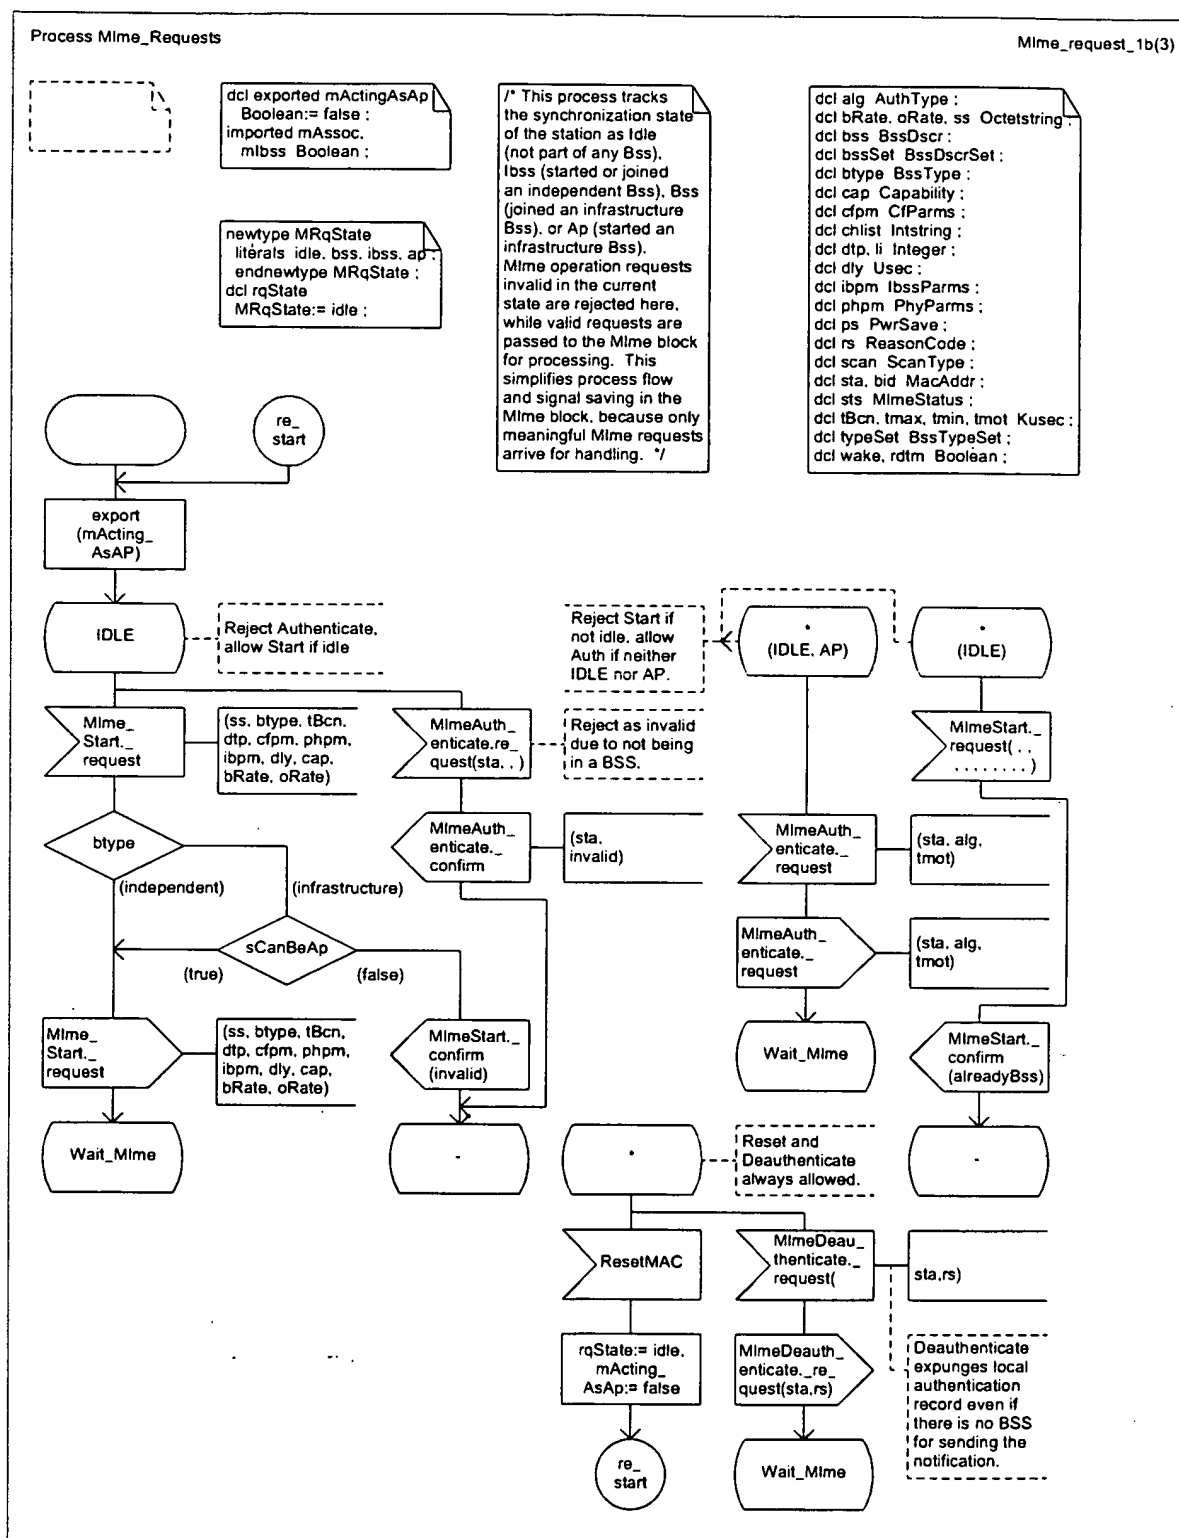 Process Mlme_Requests
Mlme_request_1b(3)
dcl exported mActingAsAp
Boolean:= false ;
imported mAssoc,
mIbss Boolean ;
newtype MRqState
literals idle, bss, ibss, ap ;
endnewtype MRqState ;
dcl rqState
MRqState:= idle ;
/* This process tracks
the synchronization state
of the station as Idle
(not part of any Bss),
Ibss (started or joined
an independent Bss), Bss
(joined an infrastructure
Bss), or Ap (started an
infrastructure Bss).
Mlme operation requests
invalid in the current
state are rejected here,
while valid requests are
passed to the Mlme block
for processing. This
simplifies process flow
and signal saving in the
Mlme block, because only
meaningful Mlme requests
arrive for handling. */
dcl alg AuthType ;
dcl bRate, oRate, ss Octetstring ;
dcl bss BssDscr ;
dcl bssSet BssDscrSet ;
dcl btype BssType ;
dcl cap Capability ;
dcl cfpm CfParms ;
dcl chlist Intstring ;
dcl dtp, li Integer ;
dcl dly Usec ;
dcl ibpm IbssParms ;
dcl phpm PhyParms ;
dcl ps PwrSave ;
dcl rs ReasonCode ;
dcl scan ScanType ;
dcl sta, bid MacAddr ;
dcl sts MlmeStatus ;
dcl tBcn, tmax, tmin, tmot Kusec ;
dcl typeSet BssTypeSet ;
dcl wake, rdtm Boolean ;
re_
start
export
(mActing_
AsAP)
IDLE
Reject Authenticate,
allow Start if idle
Reject Start if
not idle, allow
Auth if neither
IDLE nor AP.
*
(IDLE, AP)
*
(IDLE)
Mlme_
Start._
request
(ss, btype, tBcn,
dtp, cfpm, phpm,
ibpm, dly, cap,
bRate, oRate)
MlmeAuth_
enticate.re_
quest(sta, , )
Reject as invalid
due to not being
in a BSS.
MlmeStart._
request( , ,
, , , , , , , , )
btype
MlmeAuth_
enticate._
confirm
(sta,
invalid)
MlmeAuth_
enticate._
request
(sta, alg,
tmot)
(independent)
(infrastructure)
sCanBeAp
(true)
(false)
MlmeAuth_
enticate._
request
(sta, alg,
tmot)
Mlme_
Start._
request
(ss, btype, tBcn,
dtp, cfpm, phpm,
ibpm, dly, cap,
bRate, oRate)
MlmeStart._
confirm
(invalid)
Wait_Mlme
MlmeStart._
confirm
(alreadyBss)
Wait_Mlme
-
*
Reset and
Deauthenticate
always allowed.
-
ResetMAC
MlmeDeau_
thenticate._
request(
sta,rs)
rqState:= idle,
mActing_
AsAp:= false
MlmeDeauth_
enticate._re_
quest(sta,rs)
Deauthenticate
expunges local
authentication
record even if
there is no BSS
for sending the
notification.
re_
start
Wait_Mlme